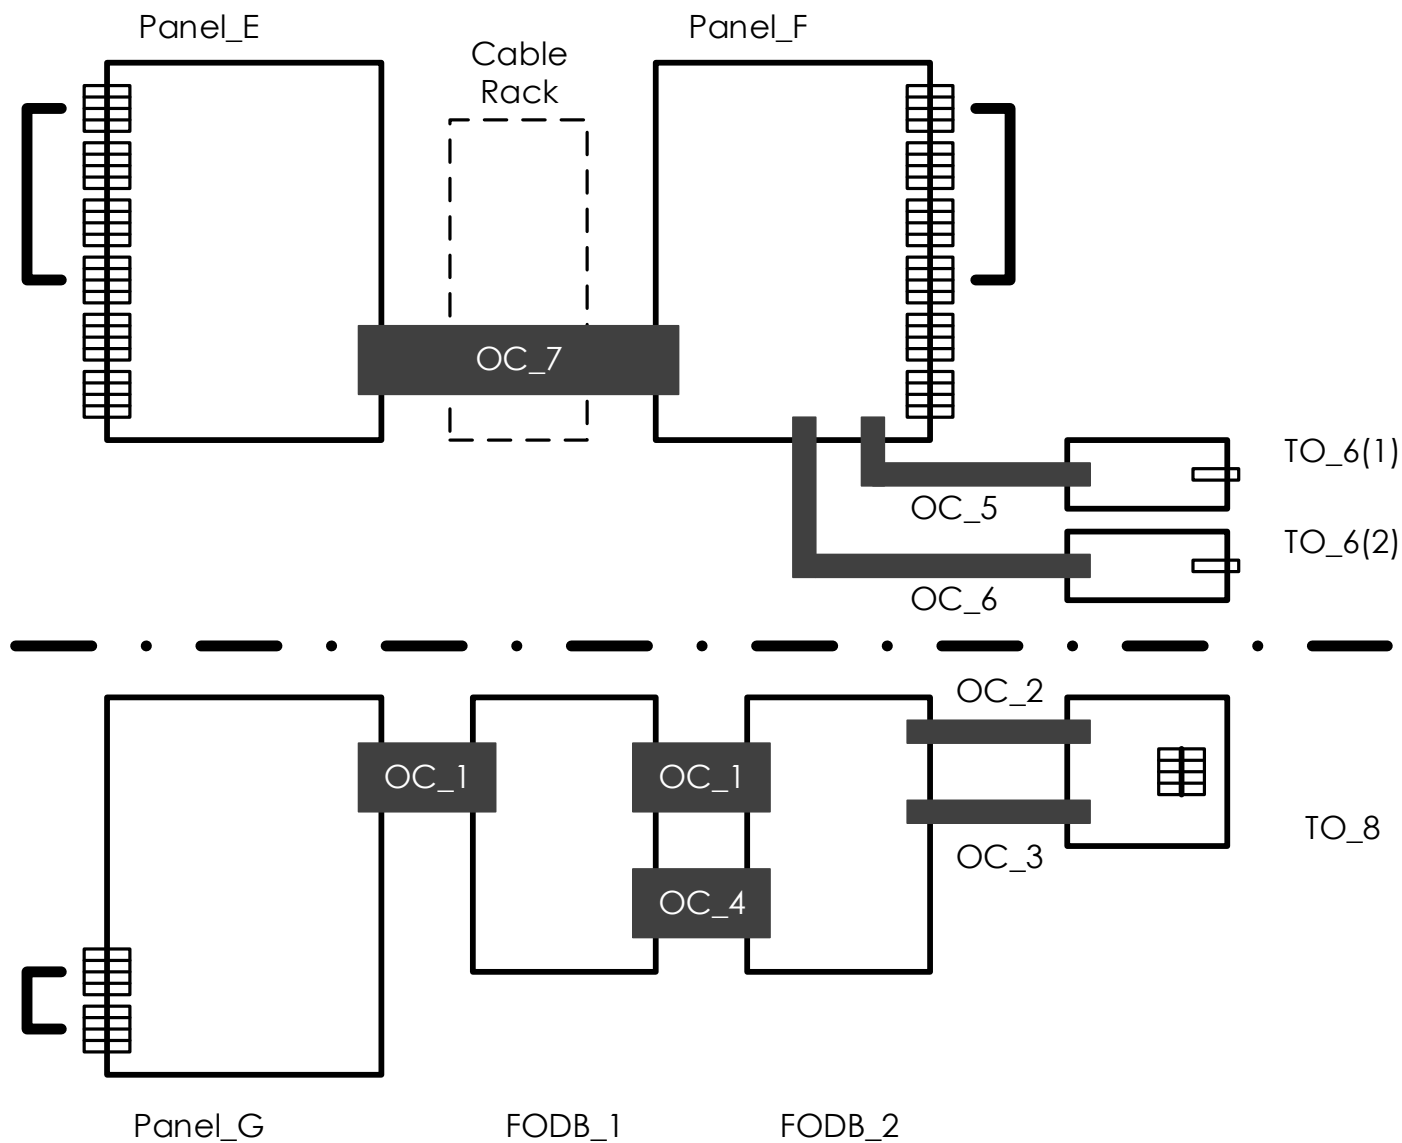 Panel_E
Panel_F
Cable
Rack
OC_7
TO_6(1)
OC_5
TO_6(2)
OC_6
OC_2
OC_1
OC_1
TO_8
OC_3
OC_4
Panel_G
FODB_1
FODB_2